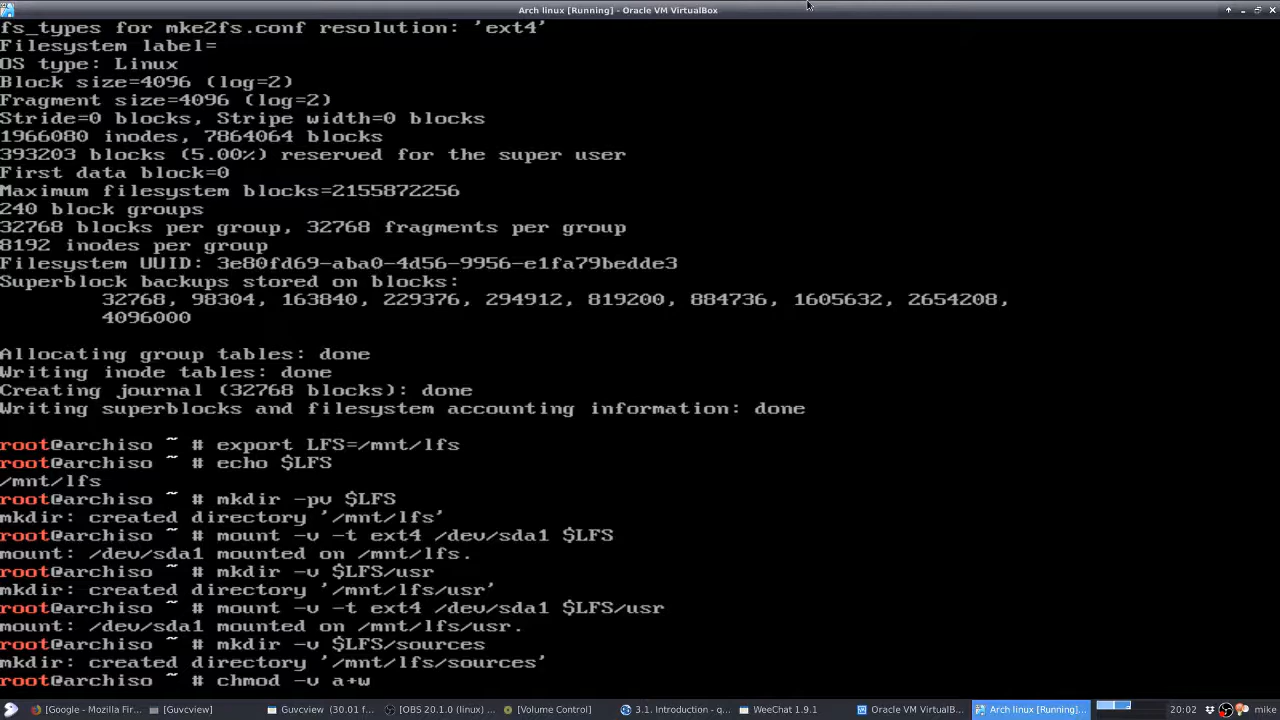 Arch linux [Running] - Oracle VM VirtualBox
fs_types for mke2fs.conf resolution: 'ext4'
Filesystem label=
OS type: Linux
Block size=4096 (log=2)
Fragment size=4096 (log=2)
Stride=0 blocks, Stripe width=0 blocks
1966080 inodes, 7864064 blocks
393203 blocks (5.00%) reserved for the super user
First data block=0
Maximum filesystem blocks=2155872256
240 block groups
32768 blocks per group, 32768 fragments per group
8192 inodes per group
Filesystem UUID: 3e80fd69-aba0-4d56-9956-e1fa79bedde3
Superblock backups stored on blocks:
32768, 98304, 163840, 229376, 294912, 819200, 884736, 1605632, 2654208,
4096000
Allocating group tables: done
Writing inode tables: done
Creating journal (32768 blocks): done
Writing superblocks and filesystem accounting information: done
root@archiso ~ # export LFS=/mnt/lfs
root@archiso ~ # echo $LFS
/mnt/lfs
root@archiso ~ # mkdir -pv $LFS
mkdir: created directory '/mnt/lfs'
root@archiso ~ # mount -v -t ext4 /dev/sda1 $LFS
mount: /dev/sda1 mounted on /mnt/lfs.
root@archiso ~ # mkdir -v $LFS/usr
mkdir: created directory '/mnt/lfs/usr'
root@archiso ~ # mount -v -t ext4 /dev/sda1 $LFS/usr
mount: /dev/sda1 mounted on /mnt/lfs/usr.
root@archiso ~ # mkdir -v $LFS/sources
mkdir: created directory '/mnt/lfs/sources'
root@archiso ~ # chmod -v a+w
[Google - Mozilla Fir... [Guvcview] Guvcview (30.01 f... [OBS 20.1.0 (linux) ... [Volume Control] 3.1. Introduction - q... WeeChat 1.9.1 Oracle VM VirtualB... Arch linux [Running]... 20:02 mike